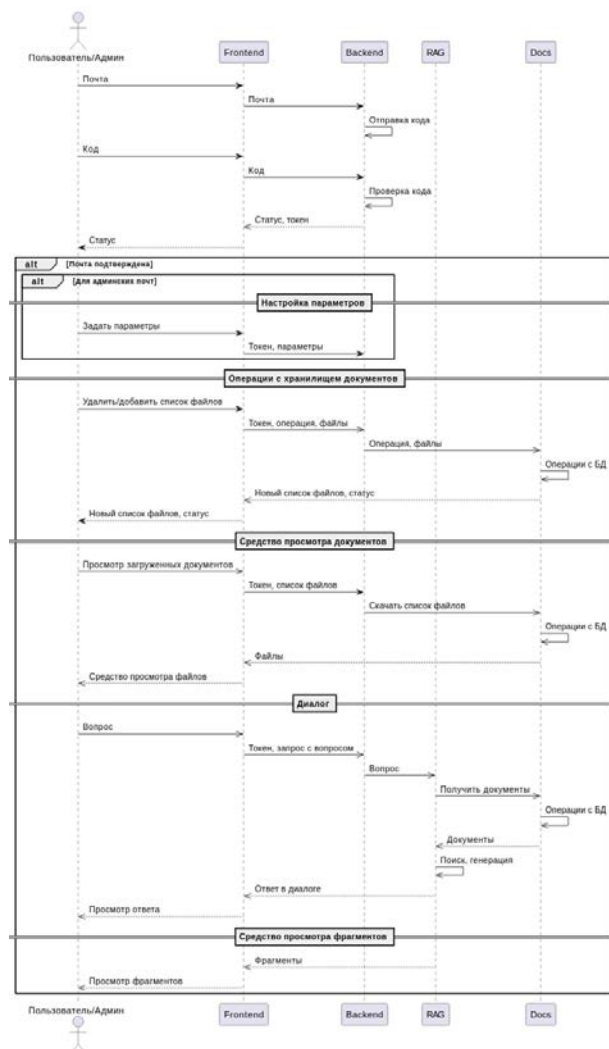 Пользователь/Админ
Frontend
Backend
RAG
Docs
Почта
Почта
Отправка кода
Код
Код
Проверка кода
Статус, токен
Статус
alt [Почта подтверждена]
alt [Для админских почт]
Настройка параметров
Задать параметры
Токен, параметры
Операции с хранилищем документов
Удалить/добавить список файлов
Токен, операция, файлы
Операция, файлы
Операции с БД
Новый список файлов, статус
Новый список файлов, статус
Средство просмотра документов
Просмотр загруженных документов
Токен, список файлов
Скачать список файлов
Операции с БД
Файлы
Средство просмотра файлов
Диалог
Вопрос
Токен, запрос с вопросом
Вопрос
Получить документы
Операции с БД
Документы
Поиск, генерация
Ответ в диалоге
Просмотр ответа
Средство просмотра фрагментов
Фрагменты
Просмотр фрагментов
Пользователь/Админ
Frontend
Backend
RAG
Docs